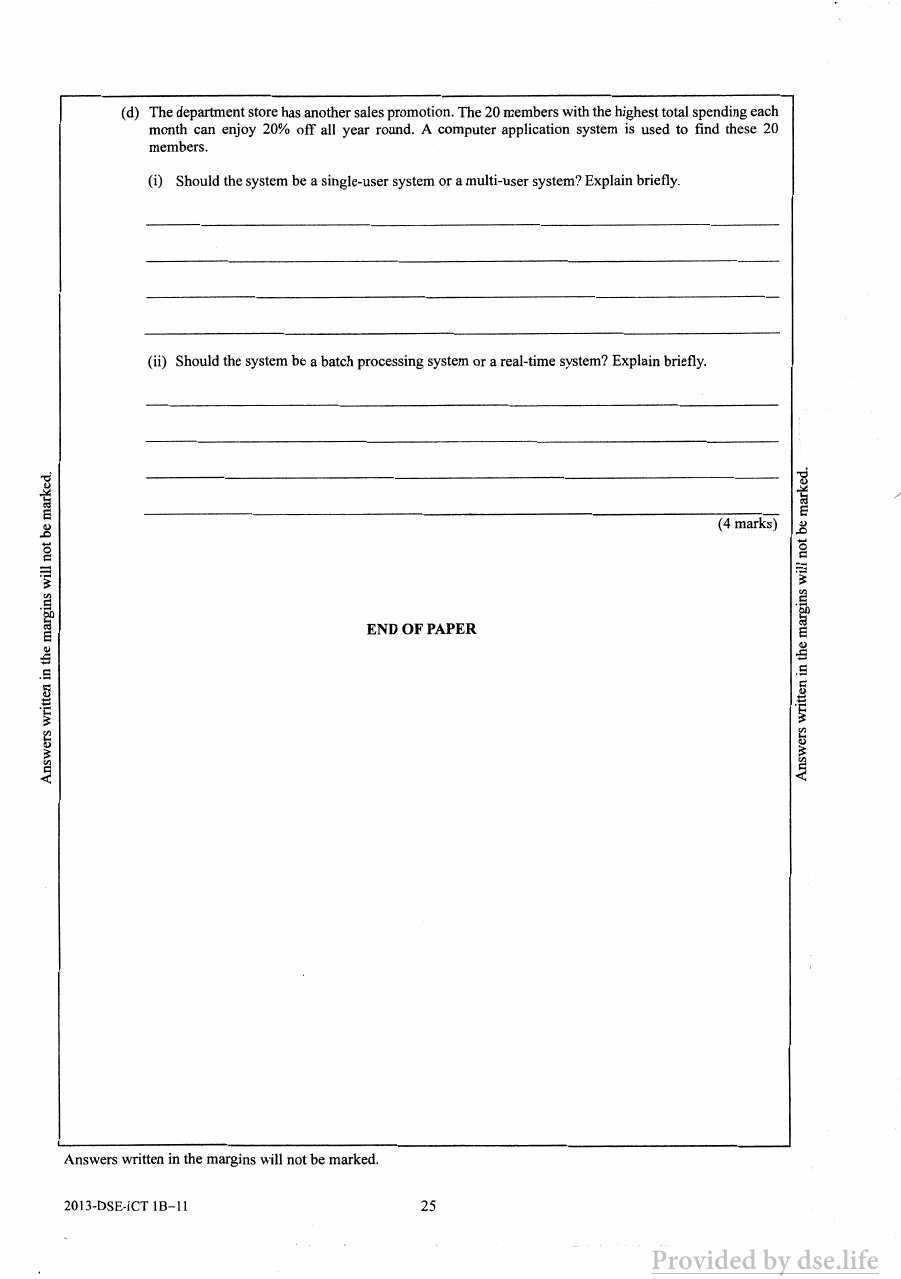 (d) The department store has another sales promotion. The 20 members with the highest total spending each
month can enjoy 20% off all year round. A computer application system is used to find these 20
members.
(i) Should the system be a single-user system or a multi-user system? Explain briefly.
(ii) Should the system be a batch processing system or a real-time system? Explain briefly.
(4 marks)
Answers written in the margins will not be marked.
Answers written in the margins will not be marked.
END OF PAPER
Answers written in the margins will not be marked.
2013-DSE-ICT 1B–11
25
Provided by dse.life